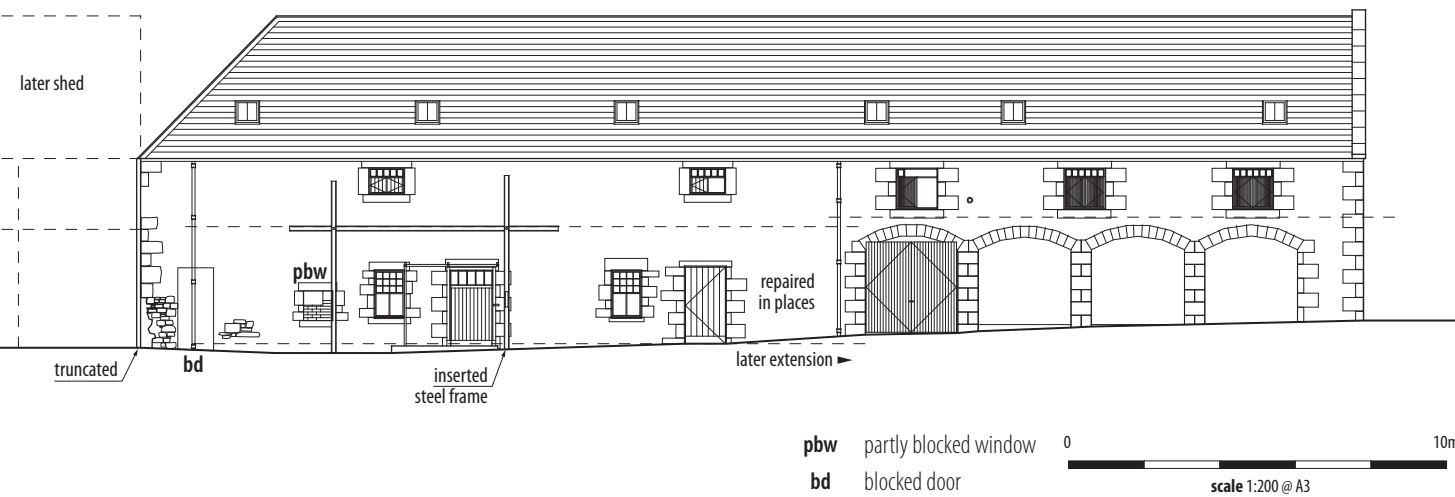 later shed
pbw
repaired
in places
truncated
bd
inserted
steel frame
later extension ►
pbw partly blocked window
bd blocked door
0 10m
scale 1:200 @ A3